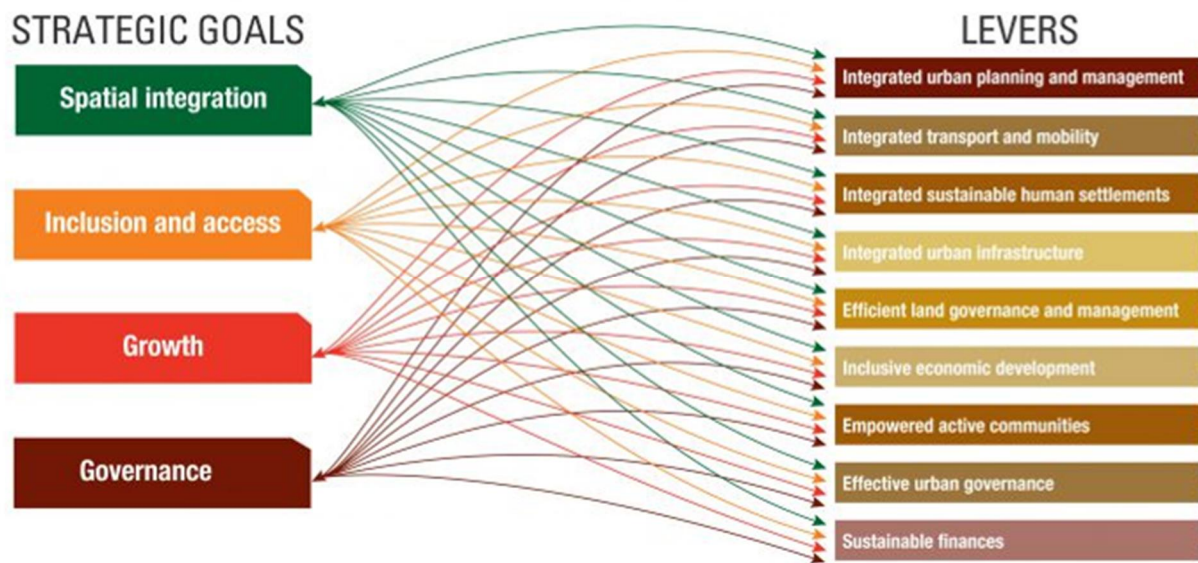 STRATEGIC GOALS
Spatial integration
Inclusion and access
Growth
Governance
LEVERS
Integrated urban planning and management
Integrated transport and mobility
Integrated sustainable human settlements
Integrated urban infrastructure
Efficient land governance and management
Inclusive economic development
Empowered active communities
Effective urban governance
Sustainable finances